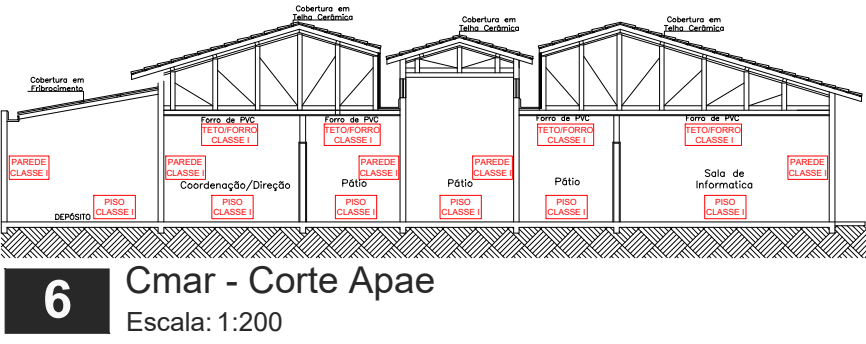 Cobertura em
Telha Cerâmica
Cobertura em
Telha Cerâmica
Cobertura em
Telha Cerâmica
Cobertura em
Fribrocimento
Forro de PVC
TETO/FORRO
CLASSE I
Forro de PVC
TETO/FORRO
CLASSE I
Forro de PVC
TETO/FORRO
CLASSE I
Forro de PVC
TETO/FORRO
CLASSE I
PAREDE
CLASSE I
PAREDE
CLASSE I
PAREDE
CLASSE I
PAREDE
CLASSE I
PAREDE
CLASSE I
Coordenação/Direção
Pátio
Pátio
Pátio
Sala de
Informatica
PISO
CLASSE I
PISO
CLASSE I
PISO
CLASSE I
PISO
CLASSE I
PISO
CLASSE I
PISO
CLASSE I
DEPÓSITO
6
Cmar - Corte Apae
Escala: 1:200